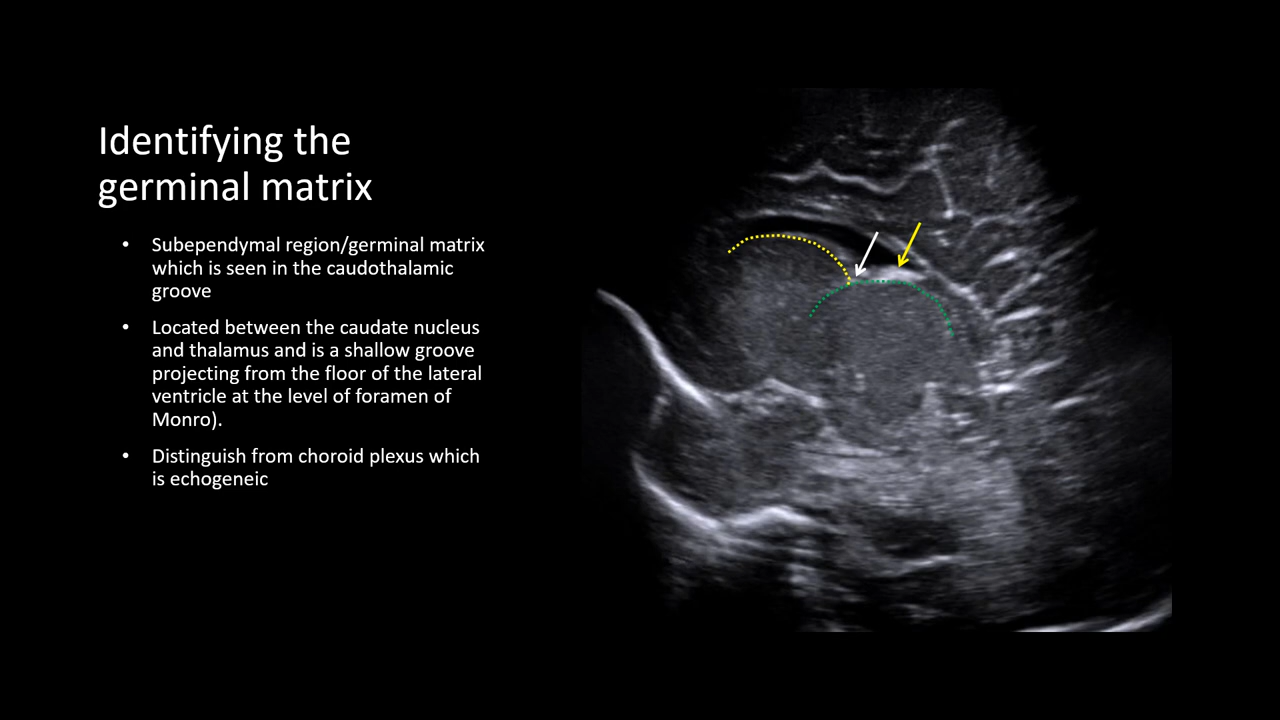 Identifying the
germinal matrix
• Subependymal region/germinal matrix
which is seen in the caudothalamic
groove
• Located between the caudate nucleus
and thalamus and is a shallow groove
projecting from the floor of the lateral
ventricle at the level of foramen of
Monro).
• Distinguish from choroid plexus which
is echogeneic